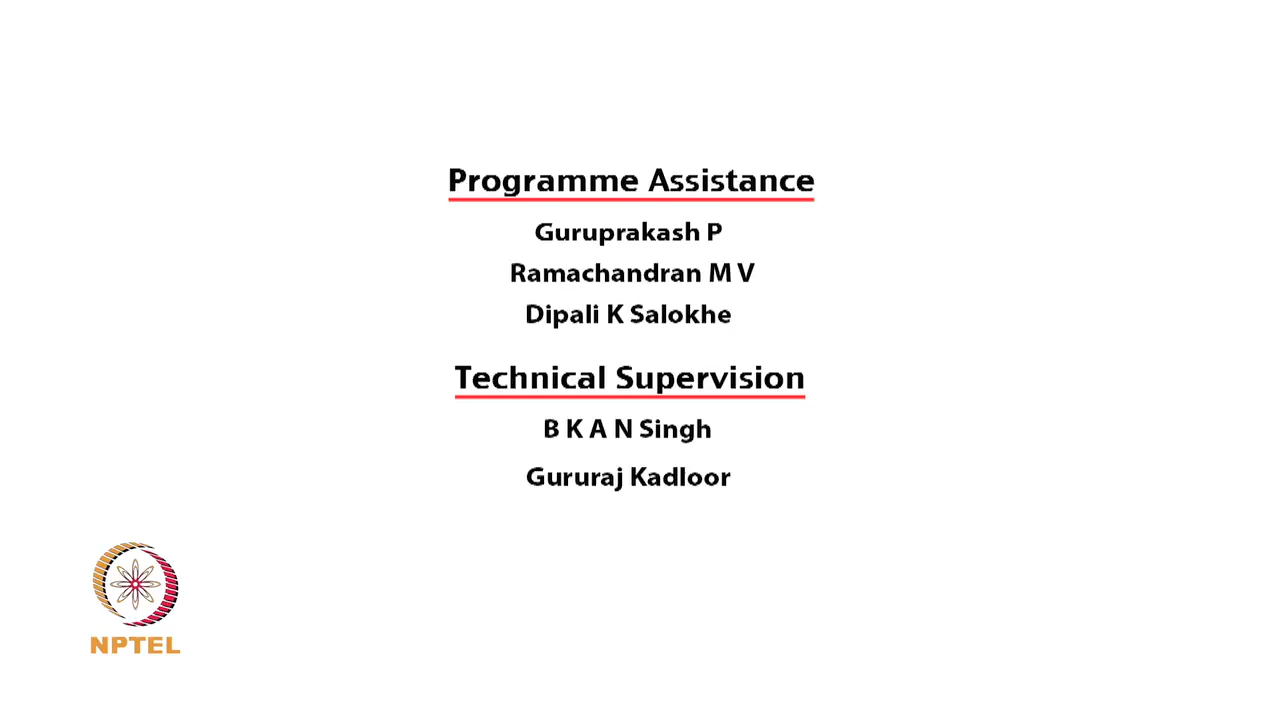 Programme Assistance
Guruprakash P
Ramachandran M V
Dipali K Salokhe
Technical Supervision
B K A N Singh
Gururaj Kadloor
NPTEL